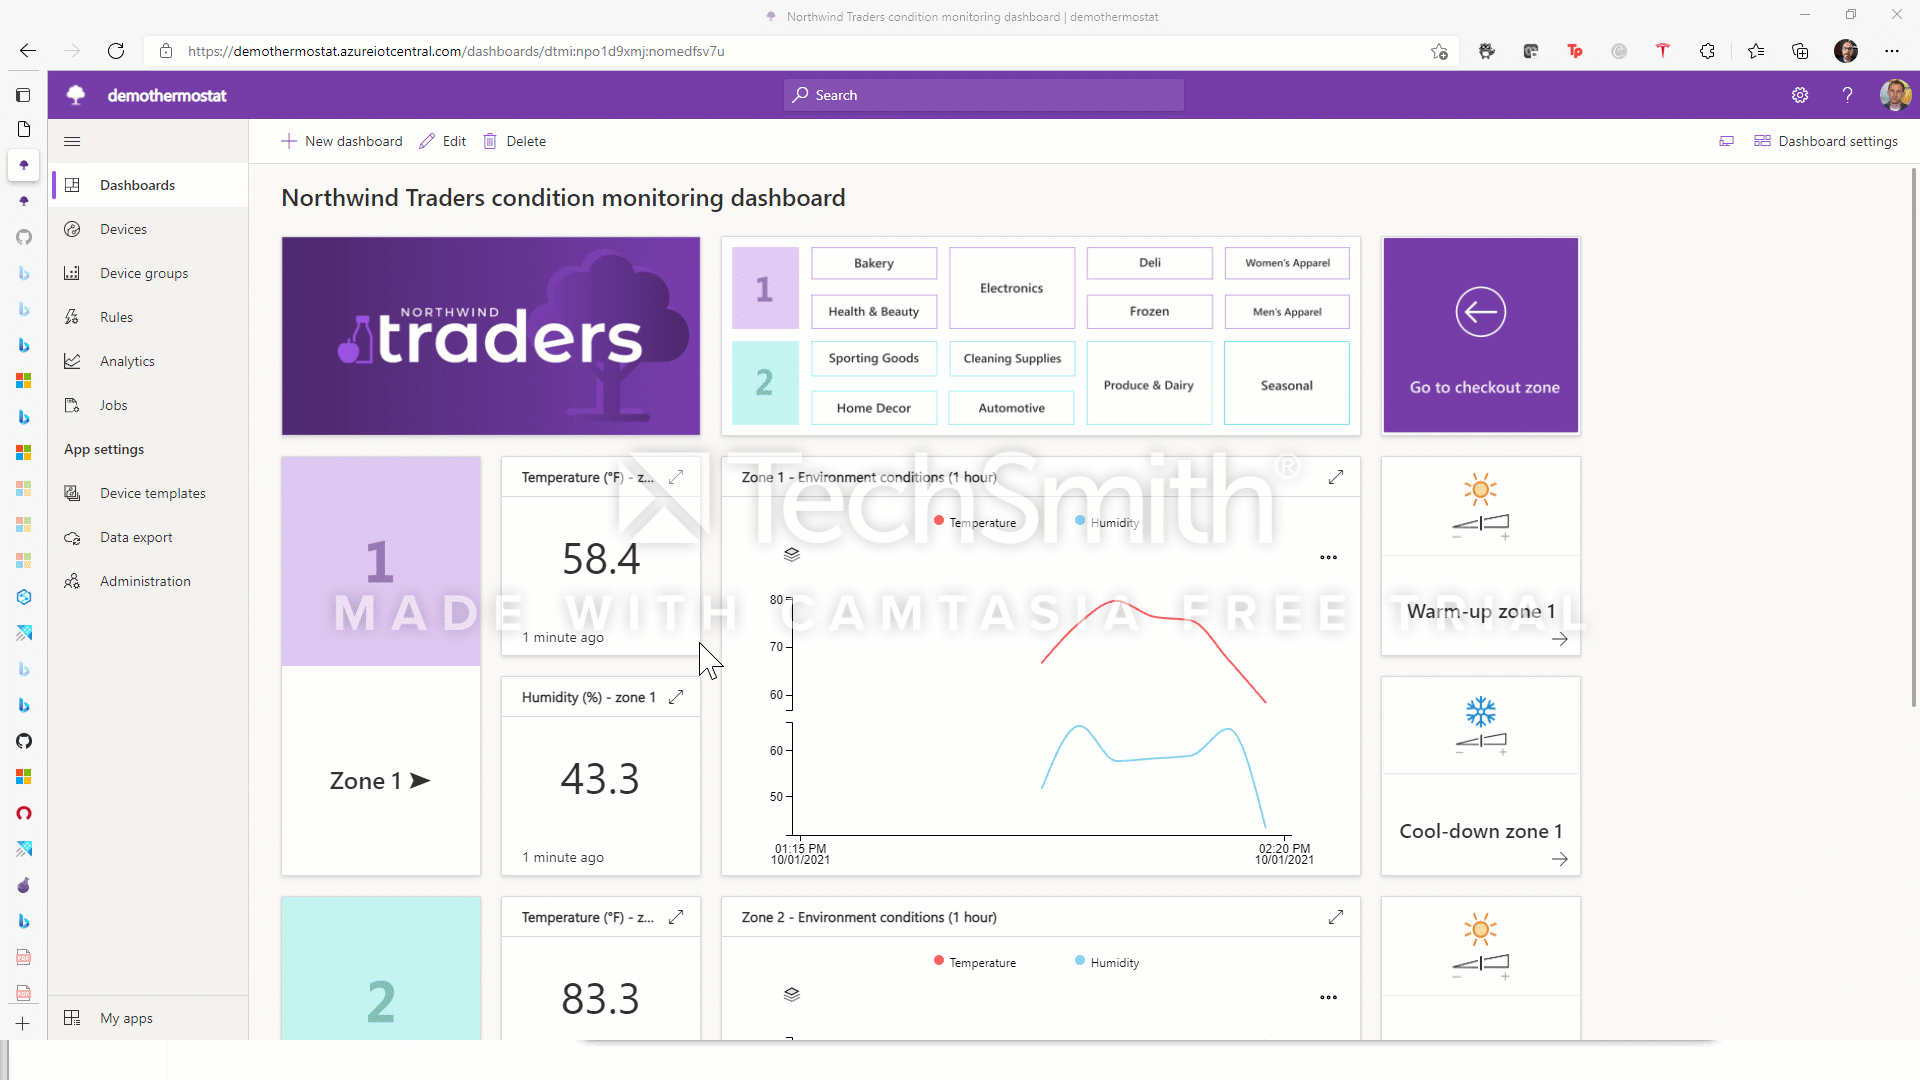 Northwind Traders condition monitoring dashboard | demothermostat
https://demothermostat.azureiotcentral.com/dashboards/dtmi:npo1d9xmj:nomedfsv7u
demothermostat
Search
?
New dashboard
Edit
Delete
Dashboard settings
Dashboards
Devices
Device groups
Rules
Analytics
Jobs
App settings
Device templates
Data export
Administration
My apps
Northwind Traders condition monitoring dashboard
NORTHWIND
traders
1
Bakery
Electronics
Deli
Women's Apparel
Health & Beauty
Frozen
Men's Apparel
2
Sporting Goods
Cleaning Supplies
Produce & Dairy
Seasonal
Home Decor
Automotive
Go to checkout zone
1
Zone 1 ➤
Temperature (°F) - z...
58.4
1 minute ago
Zone 1 - Environment conditions (1 hour)
Temperature
Humidity
80
70
60
60
50
01:15 PM
10/01/2021
02:20 PM
10/01/2021
Warm-up zone 1
Humidity (%) - zone 1
43.3
1 minute ago
Cool-down zone 1
2
Temperature (°F) - z...
83.3
Zone 2 - Environment conditions (1 hour)
Temperature
Humidity
TechSmith®
MADE WITH CAMTASIA FREE TRIAL